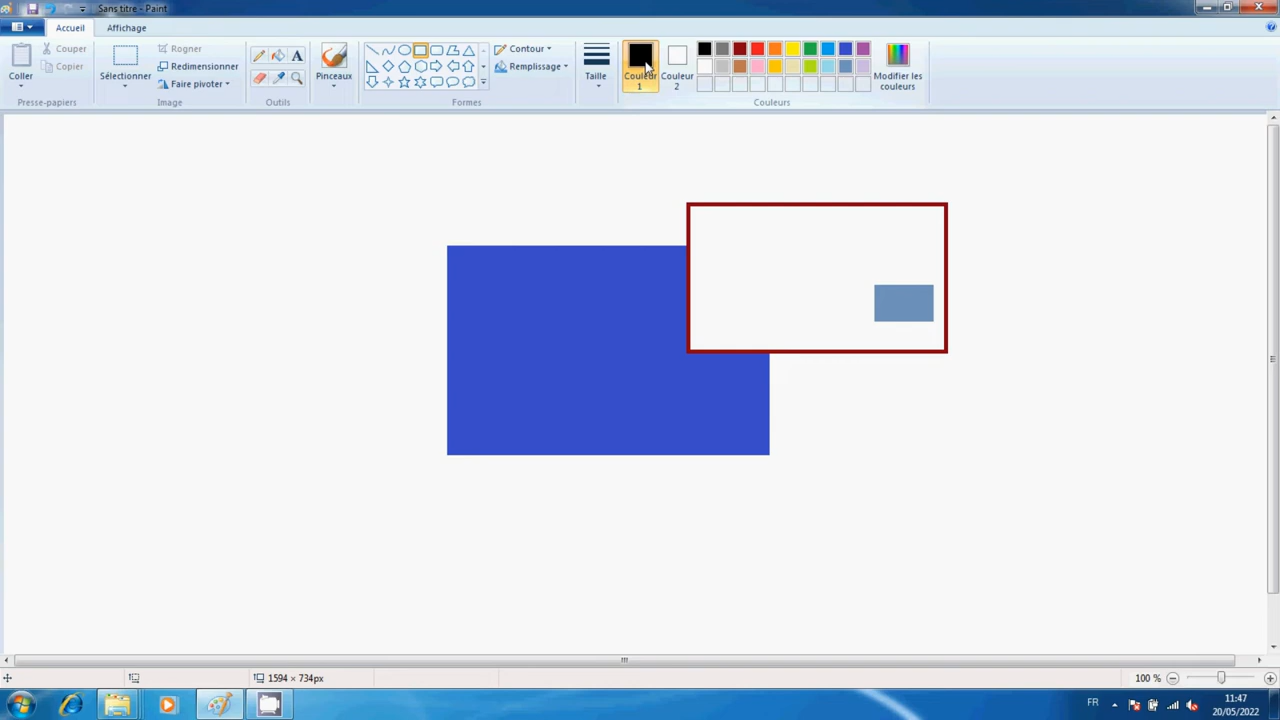 Sans titre - Paint
Accueil Affichage
Coller
Couper
Copier
Presse-papiers
Sélectionner
Rogner
Redimensionner
Faire pivoter
Image
A
Outils
Pinceaux
Contour
Remplissage
Formes
Taille
Couleur
1
Couleur
2
Modifier les
couleurs
Couleurs
1594 × 734px
100 %
FR
11:47
20/05/2022